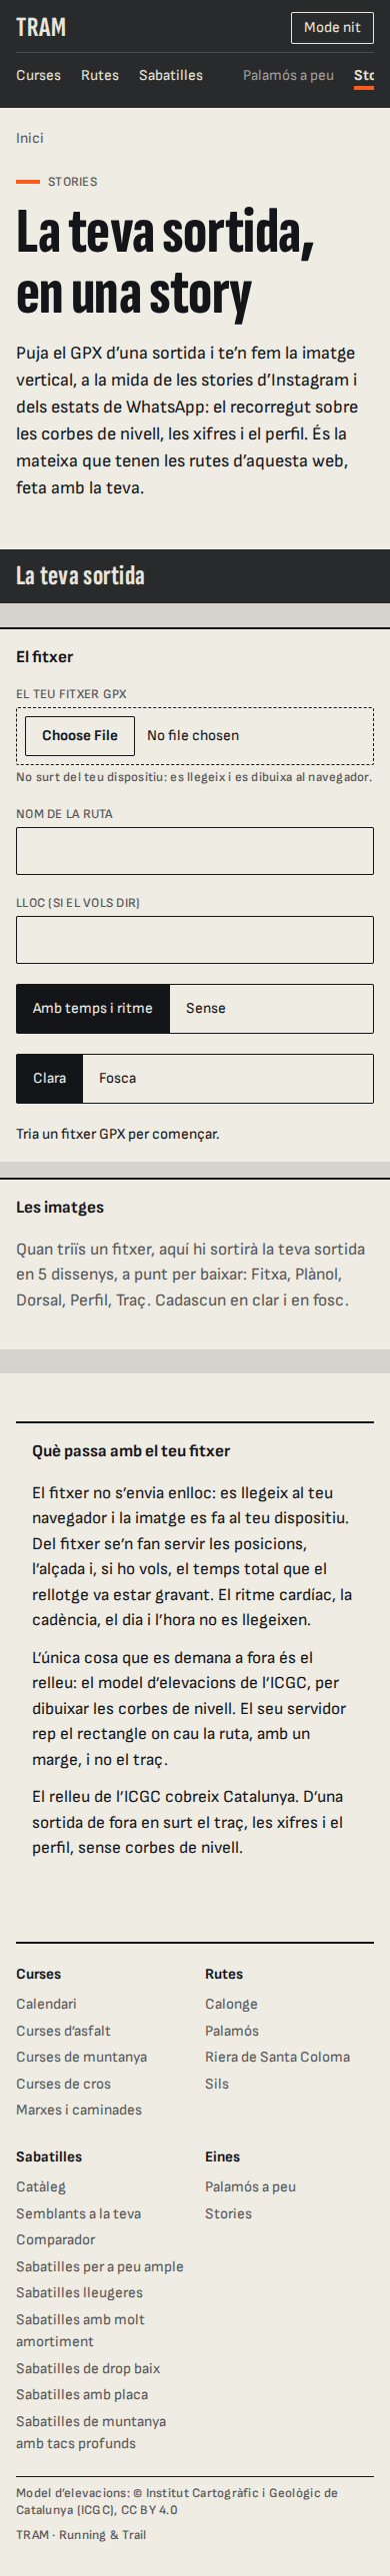 TRAM
Mode nit
Curses Rutes Sabatilles Palamós a peu
Inici
STORIES
La teva sortida,
en una story
Puja el GPX d’una sortida i te’n fem la imatge
vertical, a la mida de les stories d’Instagram i
dels estats de WhatsApp: el recorregut sobre
les corbes de nivell, les xifres i el perfil. És la
mateixa que tenen les rutes d’aquesta web,
feta amb la teva.
La teva sortida
El fitxer
EL TEU FITXER GPX
Choose File No file chosen
No surt del teu dispositiu: es llegeix i es dibuixa al navegador.
NOM DE LA RUTA
LLOC (SI EL VOLS DIR)
Amb temps i ritme Sense
Clara Fosca
Tria un fitxer GPX per començar.
Les imatges
Quan triïs un fitxer, aquí hi sortirà la teva sortida
en 5 dissenys, a punt per baixar: Fitxa, Plànol,
Dorsal, Perfil, Traç. Cadascun en clar i en fosc.
Què passa amb el teu fitxer
El fitxer no s’envia enlloc: es llegeix al teu
navegador i la imatge es fa al teu dispositiu.
Del fitxer se’n fan servir les posicions,
l’alçada i, si ho vols, el temps total que el
rellotge va estar gravant. El ritme cardíac, la
cadència, el dia i l’hora no es llegeixen.
L’única cosa que es demana a fora és el
relleu: el model d’elevacions de l’ICGC, per
dibuixar les corbes de nivell. El seu servidor
rep el rectangle on cau la ruta, amb un
marge, i no el traç.
El relleu de l’ICGC cobreix Catalunya. D’una
sortida de fora en surt el traç, les xifres i el
perfil, sense corbes de nivell.
Curses
Calendari
Curses d’asfalt
Curses de muntanya
Curses de cros
Marxes i caminades
Rutes
Calonge
Palamós
Riera de Santa Coloma
Sils
Sabatilles
Catàleg
Semblants a la teva
Comparador
Sabatilles per a peu ample
Sabatilles lleugeres
Sabatilles amb molt
amortiment
Sabatilles de drop baix
Sabatilles amb placa
Sabatilles de muntanya
amb tacs profunds
Eines
Palamós a peu
Stories
Model d’elevacions: © Institut Cartogràfic i Geològic de
Catalunya (ICGC), CC BY 4.0
TRAM · Running & Trail